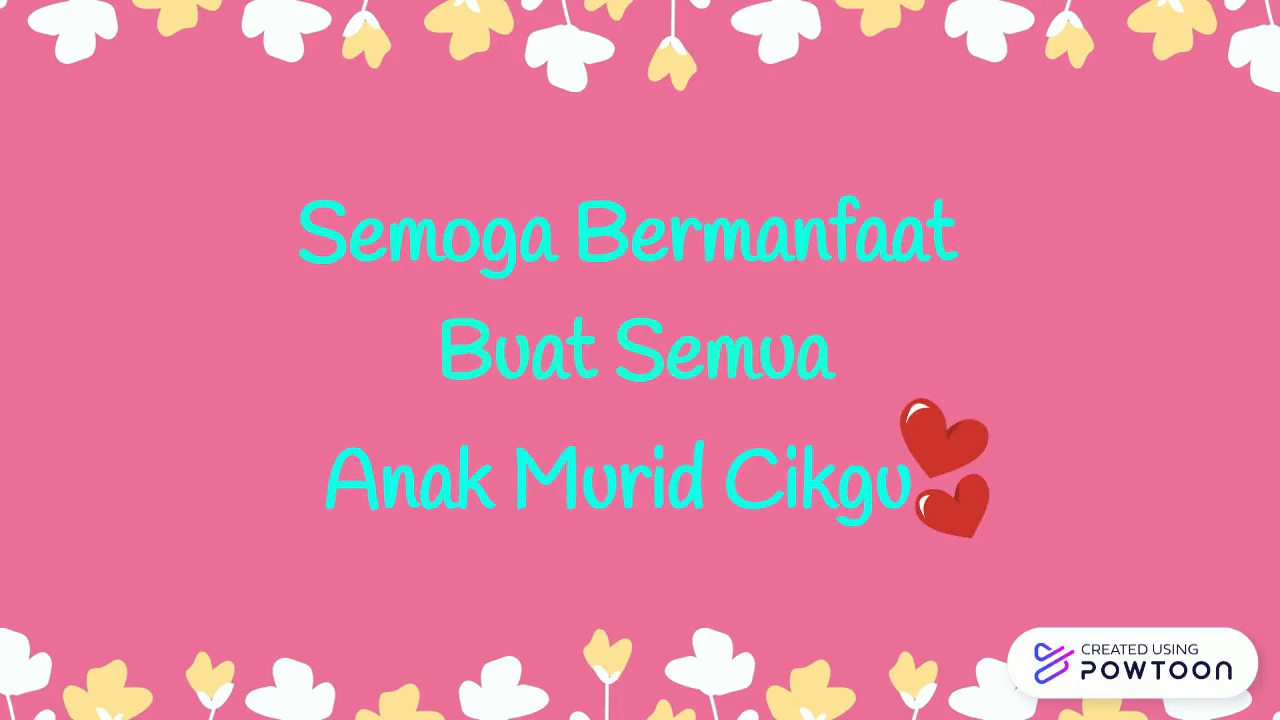 Semoga Bermanfaat
Buat Semua
Anak Murid Cikgu
CREATED USING
POWTOON